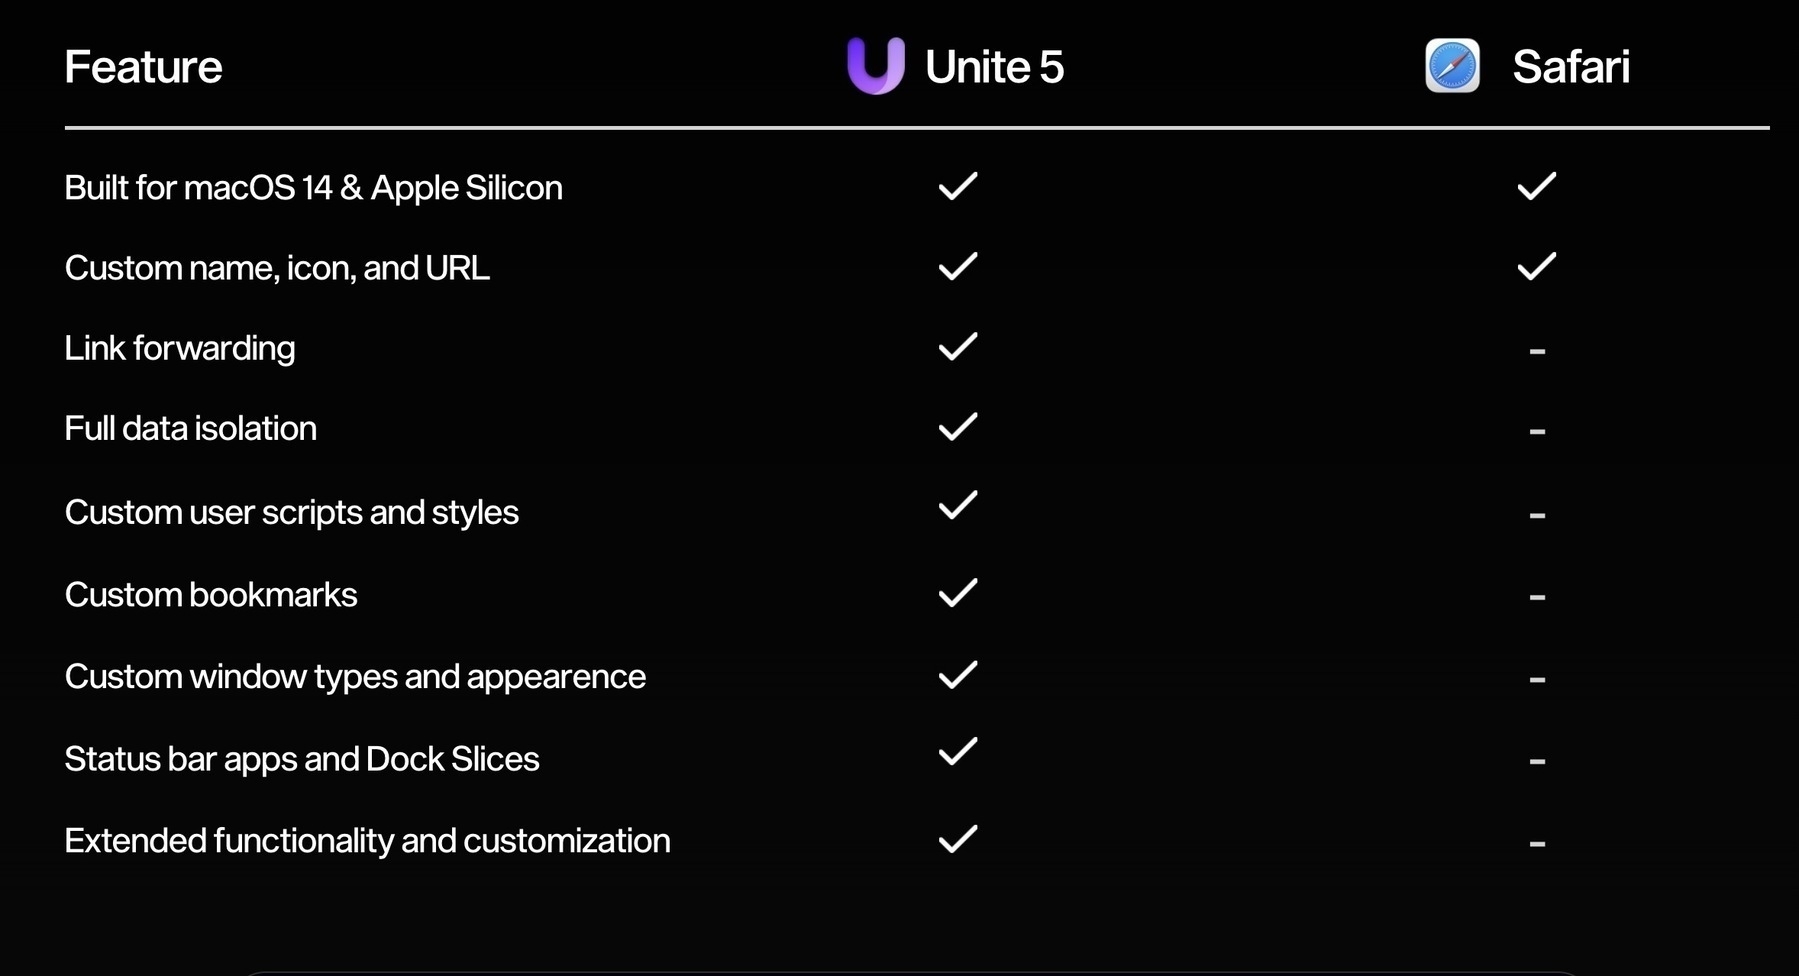 Feature Unite 5 Safari
Built for macOS 14 & Apple Silicon
Custom name, icon, and URL
Link forwarding -
Full data isolation -
Custom user scripts and styles -
Custom bookmarks -
Custom window types and appearence -
Status bar apps and Dock Slices -
Extended functionality and customization -